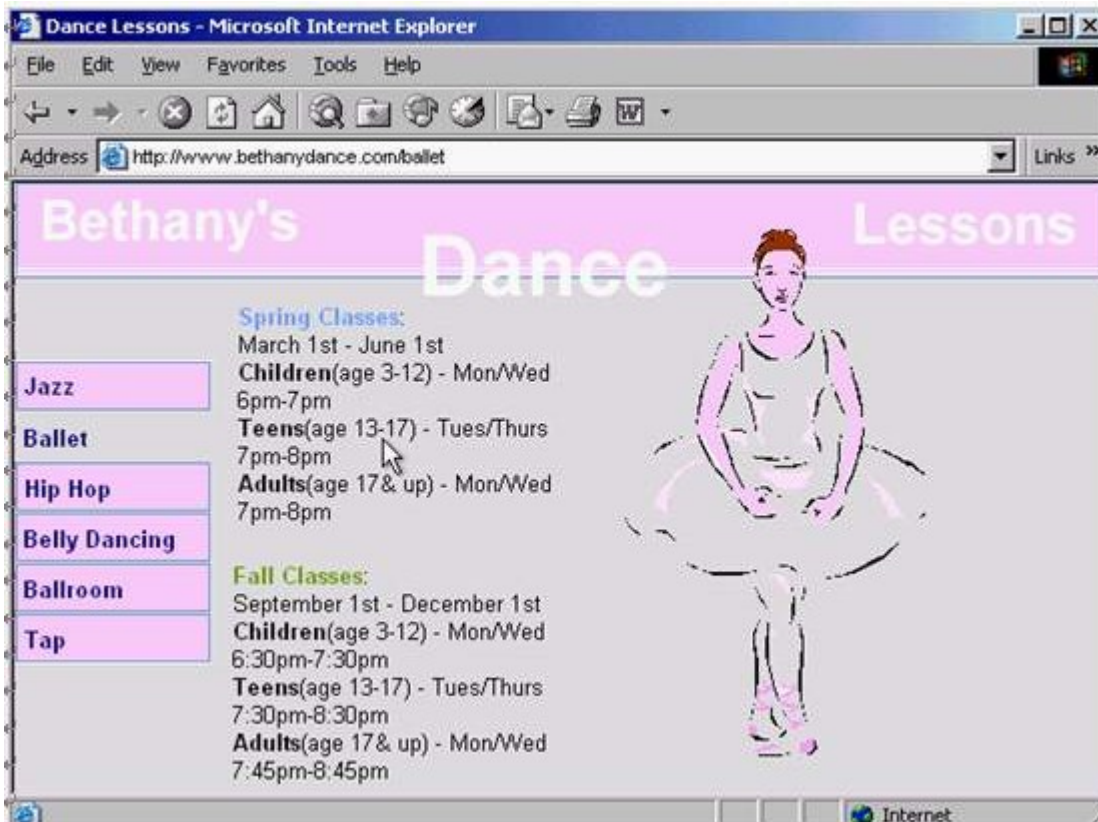 Dance Lessons - Microsoft Internet Explorer
File Edit View Favorites Tools Help
Address http://www.bethanydance.com/ballet Links »
Bethany's Dance Lessons
Jazz
Ballet
Hip Hop
Belly Dancing
Ballroom
Tap
Spring Classes:
March 1st - June 1st
Children(age 3-12) - Mon/Wed
6pm-7pm
Teens(age 13-17) - Tues/Thurs
7pm-8pm
Adults(age 17& up) - Mon/Wed
7pm-8pm
Fall Classes:
September 1st - December 1st
Children(age 3-12) - Mon/Wed
6:30pm-7:30pm
Teens(age 13-17) - Tues/Thurs
7:30pm-8:30pm
Adults(age 17& up) - Mon/Wed
7:45pm-8:45pm
Internet